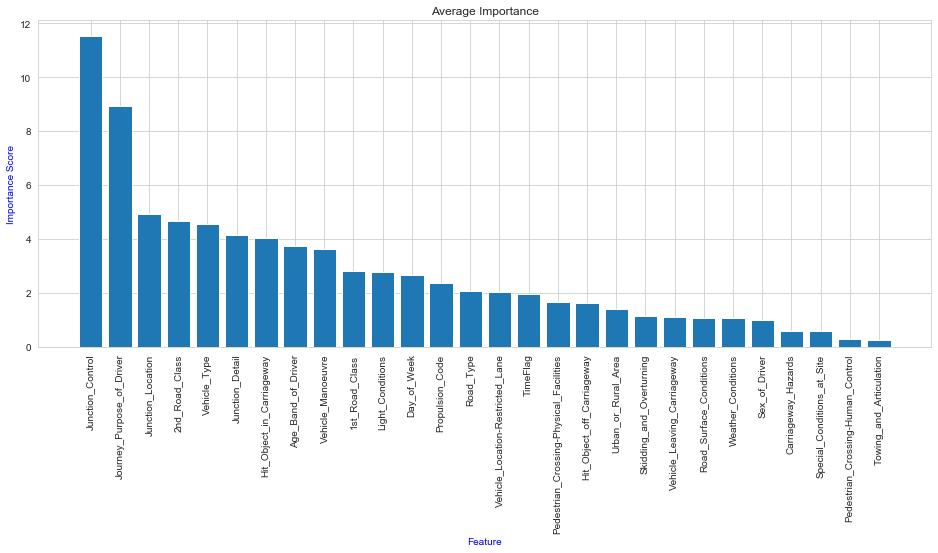 Average Importance
12
10
8
6
4
2
0
Importance Score
Junction_Control
Journey_Purpose_of_Driver
Junction_Location
2nd_Road_Class
Vehicle_Type
Junction_Detail
Hit_Object_in_Carriageway
Age_Band_of_Driver
Vehicle_Manoeuvre
1st_Road_Class
Light_Conditions
Day_of_Week
Propulsion_Code
Road_Type
Vehicle_Location-Restricted_Lane
TimeFlag
Pedestrian_Crossing-Physical_Facilities
Hit_Object_off_Carriageway
Urban_or_Rural_Area
Skidding_and_Overturning
Vehicle_Leaving_Carriageway
Road_Surface_Conditions
Weather_Conditions
Sex_of_Driver
Carriageway_Hazards
Special_Conditions_at_Site
Pedestrian_Crossing-Human_Control
Towing_and_Articulation
Feature